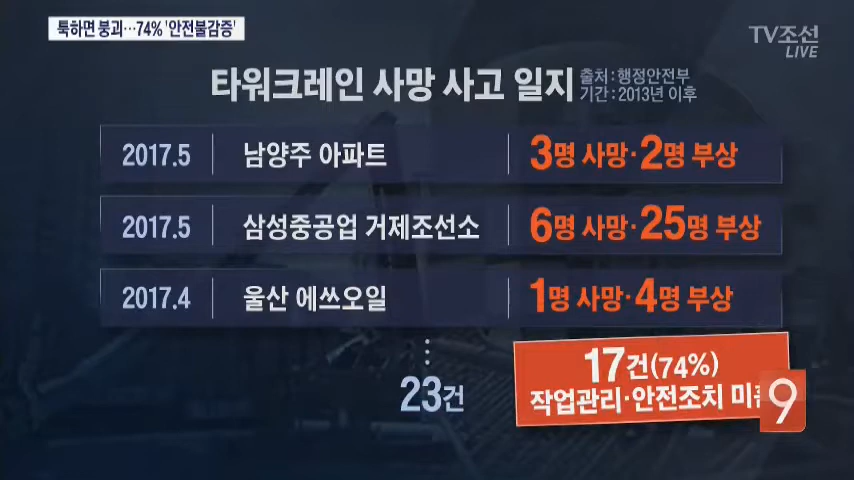 툭하면 붕괴…74% '안전불감증'
TV조선
LIVE
타워크레인 사망 사고 일지
출처 : 행정안전부
기간 : 2013년 이후
2017.5 남양주 아파트 3명 사망·2명 부상
2017.5 삼성중공업 거제조선소 6명 사망·25명 부상
2017.4 울산 에쓰오일 1명 사망·4명 부상
23건
17건(74%)
작업관리·안전조치
9